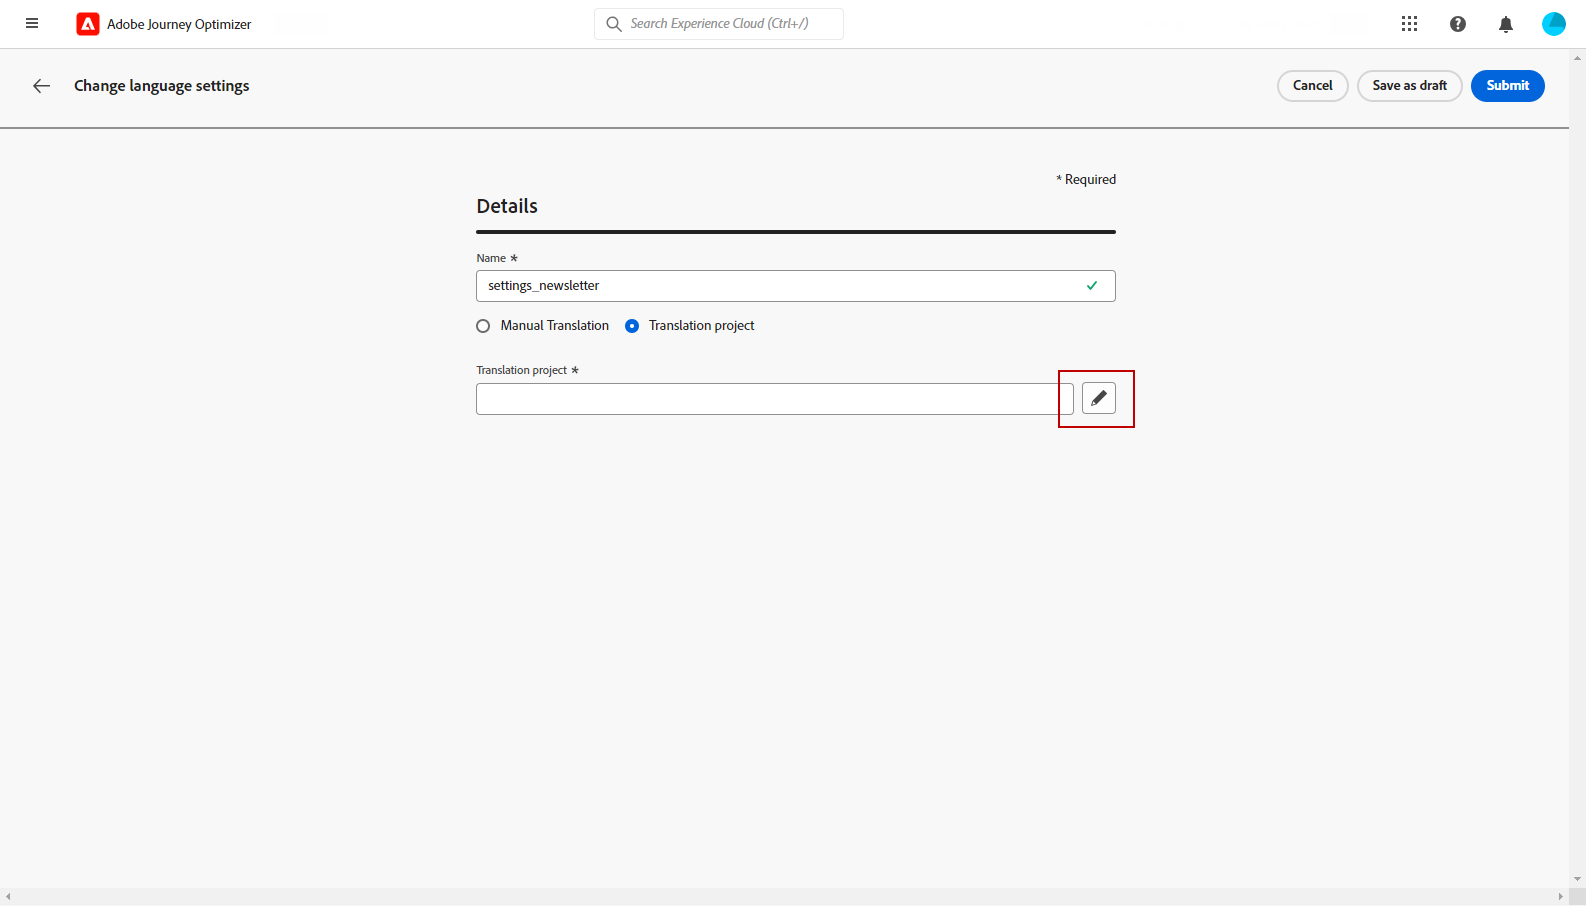 Adobe Journey Optimizer
Search Experience Cloud (Ctrl+/)
Change language settings
Cancel
Save as draft
Submit
* Required
Details
Name *
settings_newsletter
Manual Translation
Translation project
Translation project *